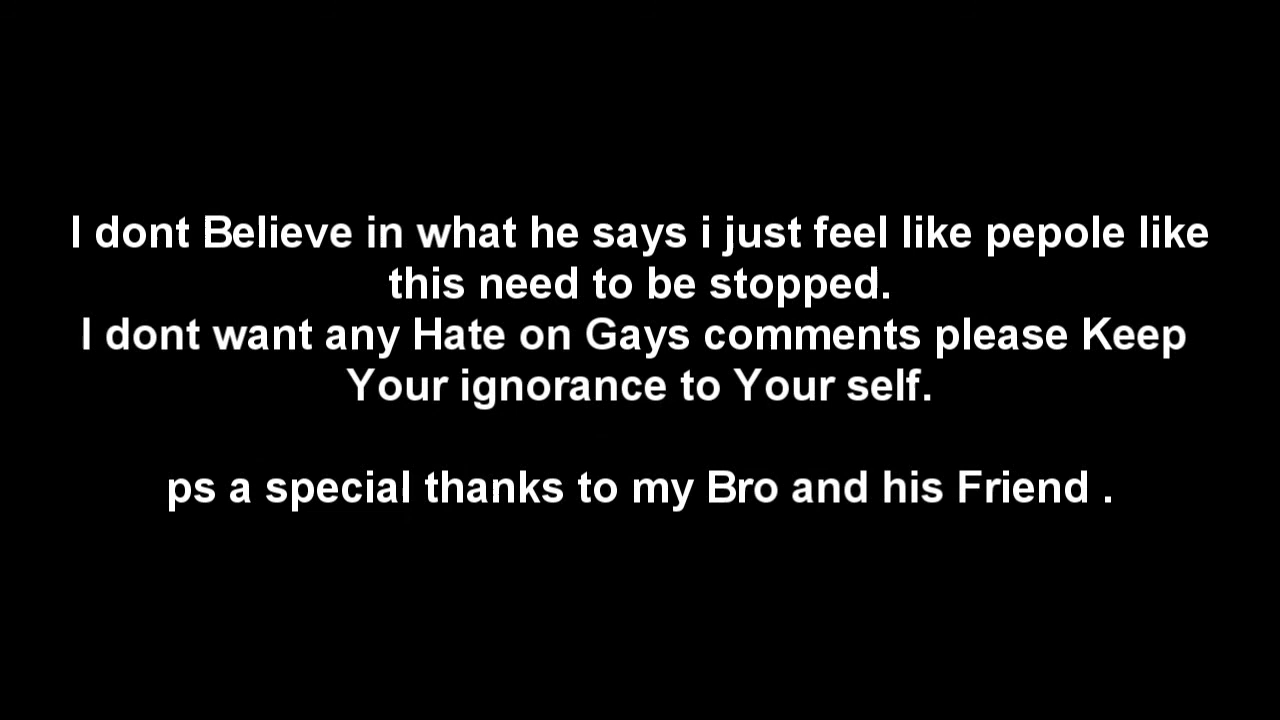 I dont Believe in what he says i just feel like pepole like
this need to be stopped.
I dont want any Hate on Gays comments please Keep
Your ignorance to Your self.
ps a special thanks to my Bro and his Friend .